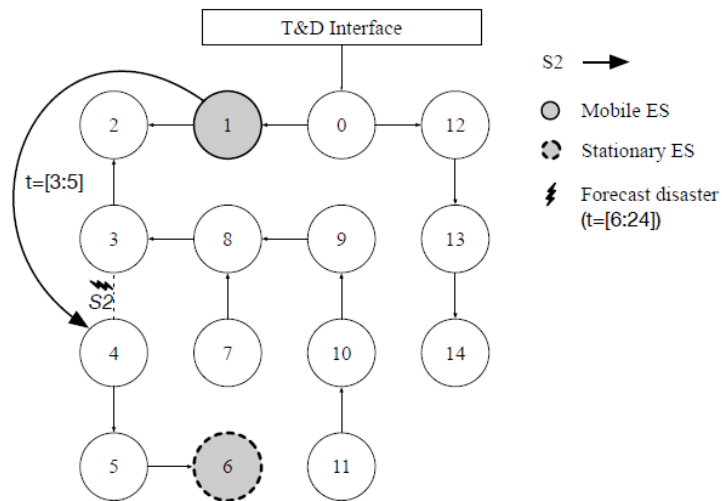 T&D Interface
S2
2
1
0
12
Mobile ES
Stationary ES
t=[3:5]
Forecast disaster
(t=[6:24])
3
8
9
13
S2
4
7
10
14
5
6
11